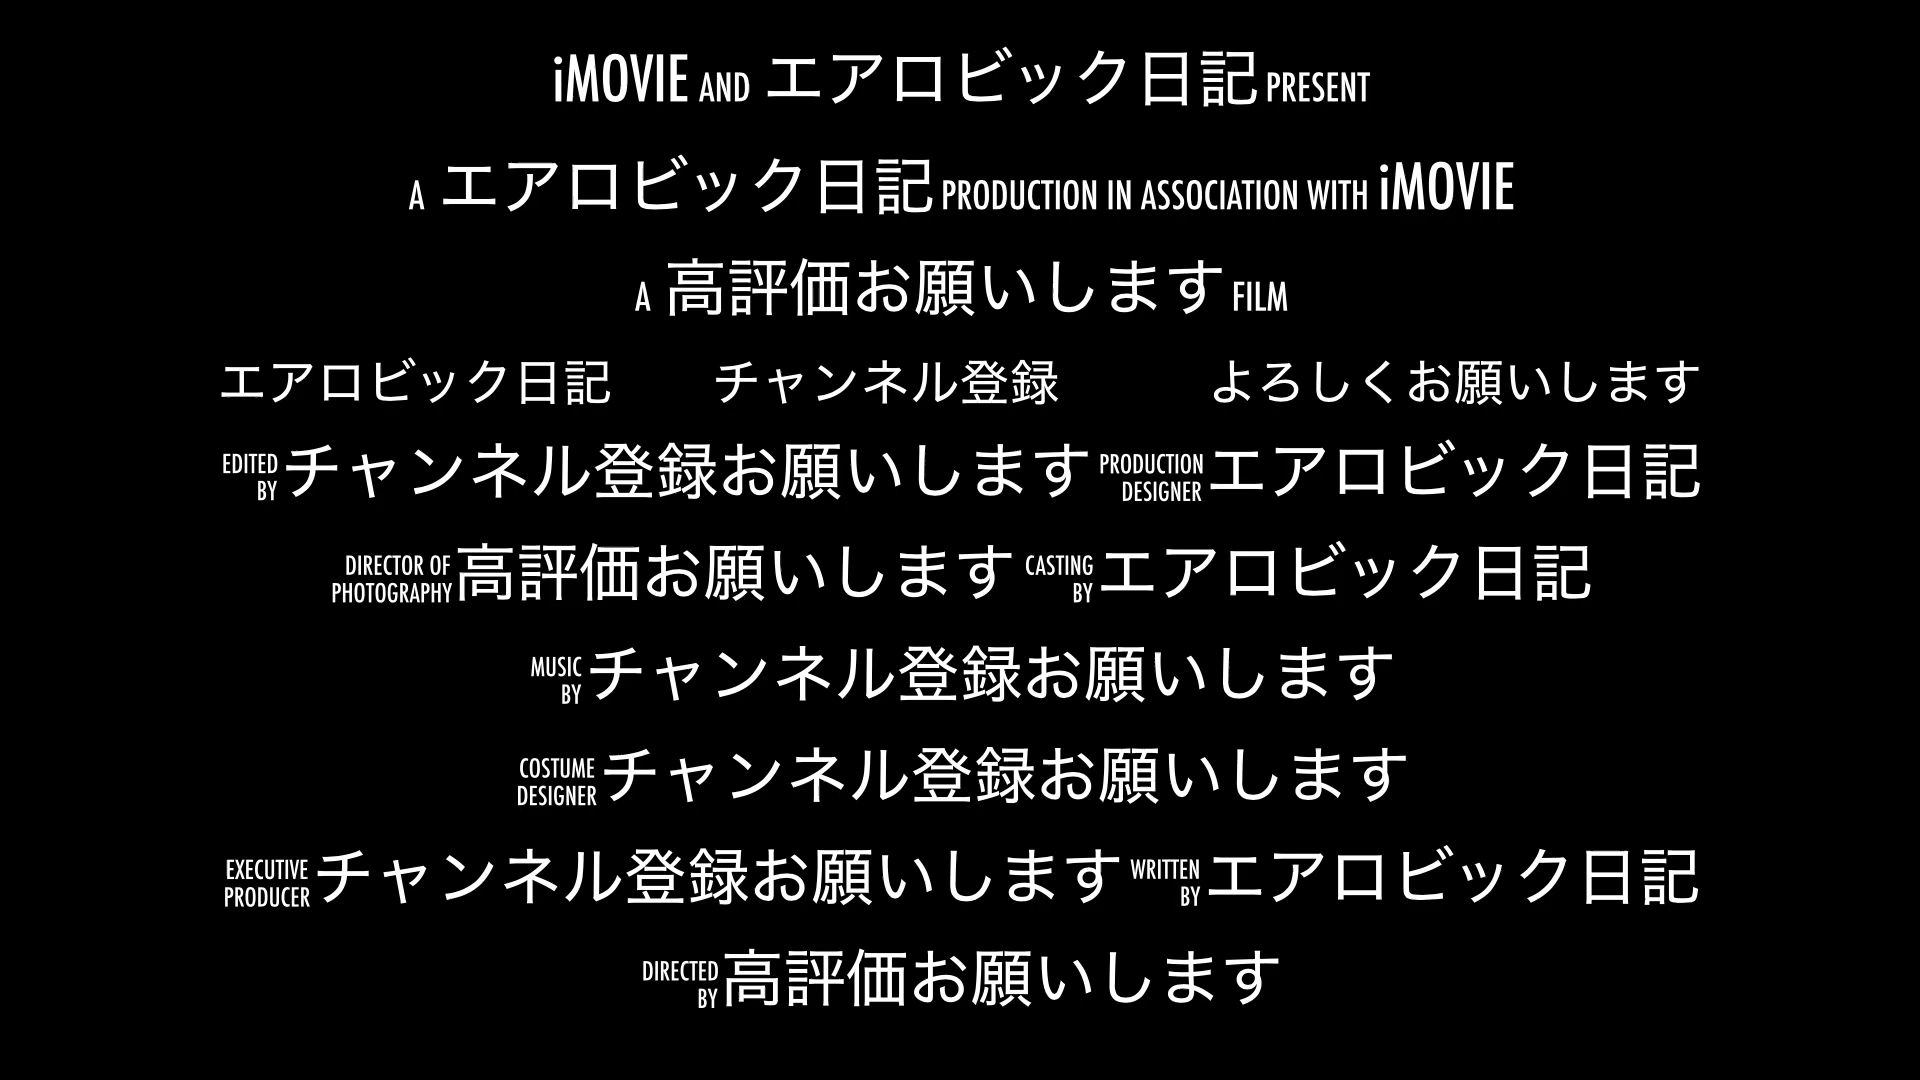 iMOVIE AND エアロビック日記 PRESENT
A エアロビック日記 PRODUCTION IN ASSOCIATION WITH iMOVIE
A 高評価お願いします FILM
エアロビック日記 チャンネル登録 よろしくお願いします
EDITED BY チャンネル登録お願いします PRODUCTION DESIGNER エアロビック日記
DIRECTOR OF PHOTOGRAPHY 高評価お願いします CASTING BY エアロビック日記
MUSIC BY チャンネル登録お願いします
COSTUME DESIGNER チャンネル登録お願いします
EXECUTIVE PRODUCER チャンネル登録お願いします WRITTEN BY エアロビック日記
DIRECTED BY 高評価お願いします